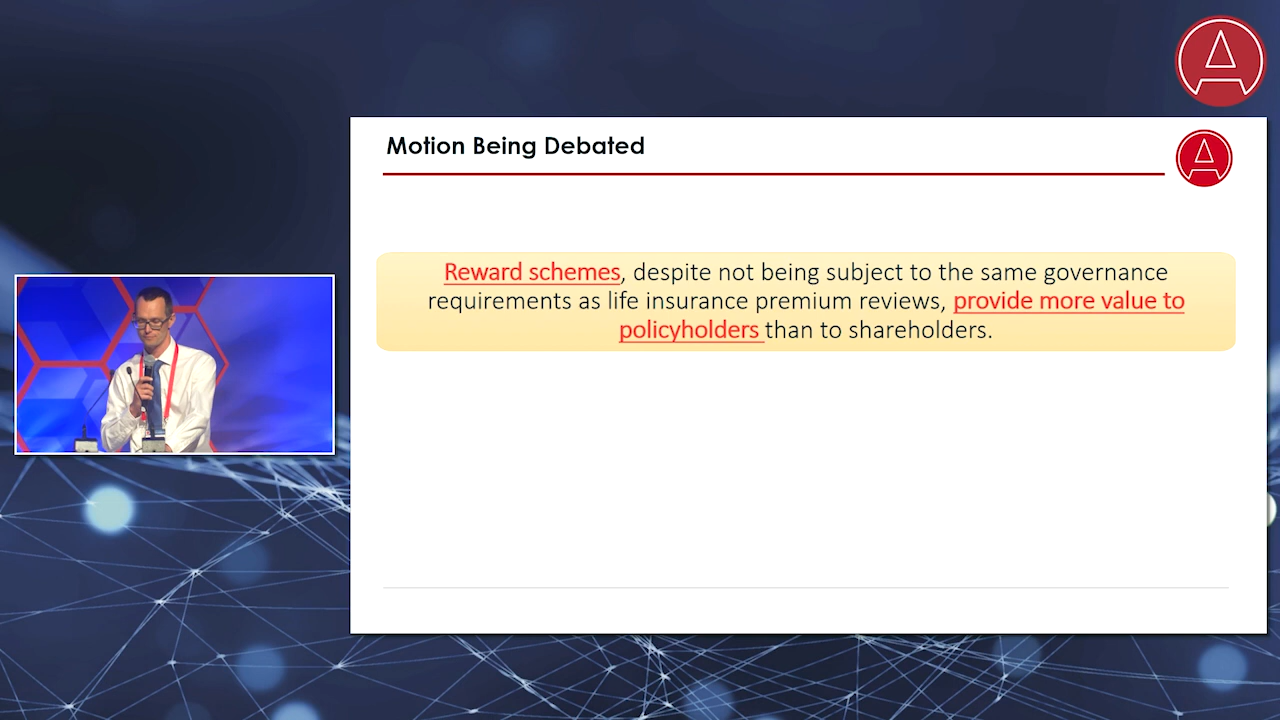 Motion Being Debated
Reward schemes, despite not being subject to the same governance
requirements as life insurance premium reviews, provide more value to
policyholders than to shareholders.